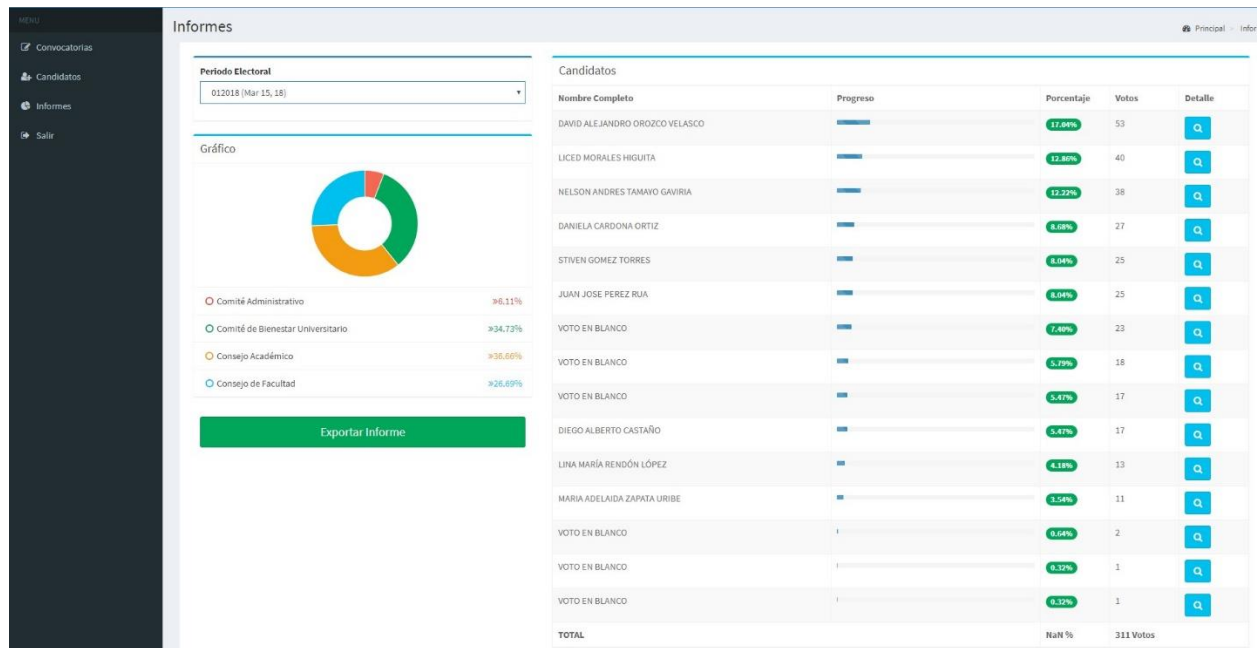 MENU
Convocatorias
Candidatos
Informes
Salir
Informes
Principal > Infor
Periodo Electoral
012018 (Mar 15, 18)
Gráfico
Comité Administrativo »6.11%
Comité de Bienestar Universitario »34.73%
Consejo Académico »36.66%
Consejo de Facultad »26.69%
Exportar Informe
Candidatos
Nombre Completo Progreso Porcentaje Votos Detalle
DAVID ALEJANDRO OROZCO VELASCO 17.04% 53
LICED MORALES HIGUITA 12.86% 40
NELSON ANDRES TAMAYO GAVIRIA 12.22% 38
DANIELA CARDONA ORTIZ 8.68% 27
STIVEN GOMEZ TORRES 8.04% 25
JUAN JOSE PEREZ RUA 8.04% 25
VOTO EN BLANCO 7.40% 23
VOTO EN BLANCO 5.79% 18
VOTO EN BLANCO 5.47% 17
DIEGO ALBERTO CASTAÑO 5.47% 17
LINA MARÍA RENDÓN LÓPEZ 4.18% 13
MARIA ADELAIDA ZAPATA URIBE 3.54% 11
VOTO EN BLANCO 0.64% 2
VOTO EN BLANCO 0.32% 1
VOTO EN BLANCO 0.32% 1
TOTAL NaN % 311 Votos